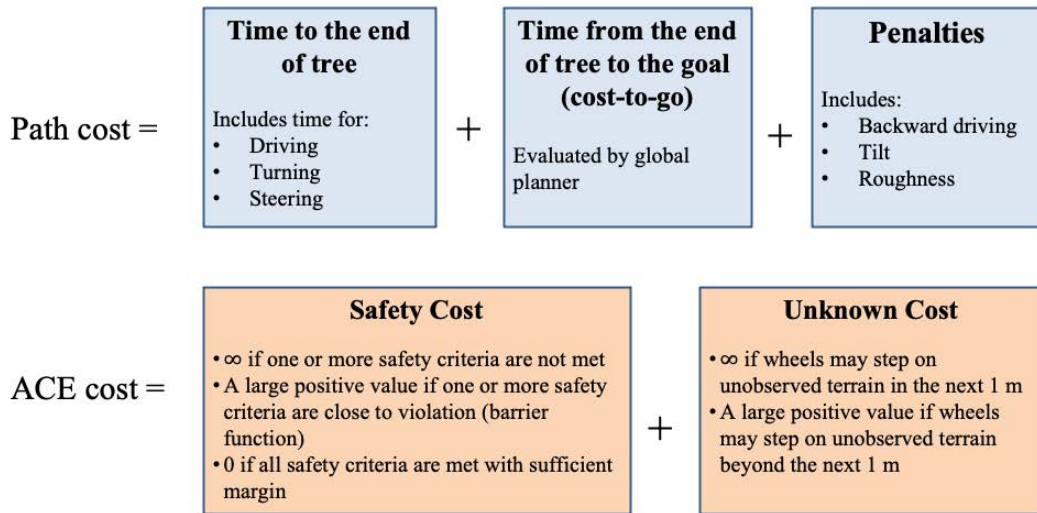 Time to the end
of tree
Includes time for:
• Driving
• Turning
• Steering
Time from the end
of tree to the goal
(cost-to-go)
Evaluated by global
planner
Penalties
Includes:
• Backward driving
• Tilt
• Roughness
Path cost =
+
+
Safety Cost
• ∞ if one or more safety criteria are not met
• A large positive value if one or more safety
criteria are close to violation (barrier
function)
• 0 if all safety criteria are met with sufficient
margin
Unknown Cost
• ∞ if wheels may step on
unobserved terrain in the next 1 m
• A large positive value if wheels
may step on unobserved terrain
beyond the next 1 m
ACE cost =
+